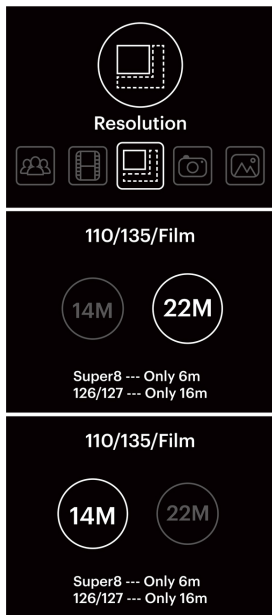 Resolution
110/135/Film
14M 22M
Super8 --- Only 6m
126/127 --- Only 16m
110/135/Film
14M 22M
Super8 --- Only 6m
126/127 --- Only 16m